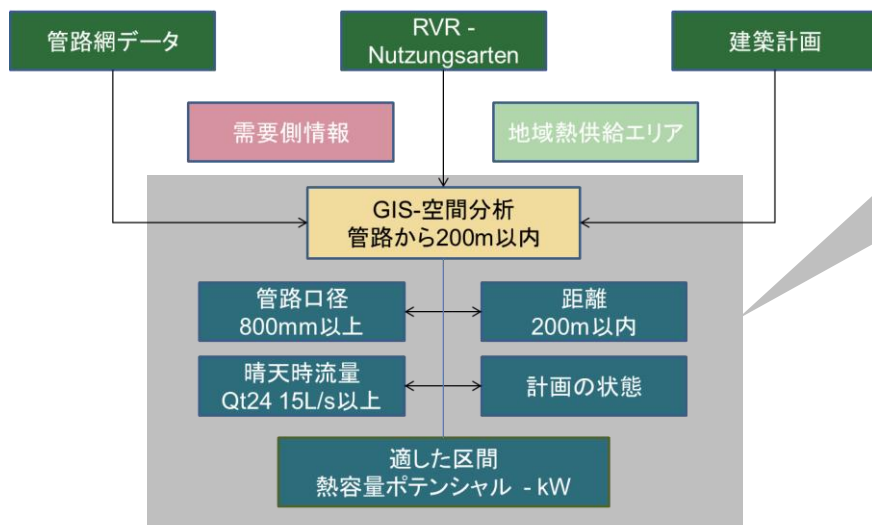 管路網データ
RVR -
Nutzungsarten
建築計画
需要側情報
地域熱供給エリア
GIS-空間分析
管路から200m以内
管路口径
800mm以上
距離
200m以内
晴天時流量
Qt24 15L/s以上
計画の状態
適した区間
熱容量ポテンシャル - kW